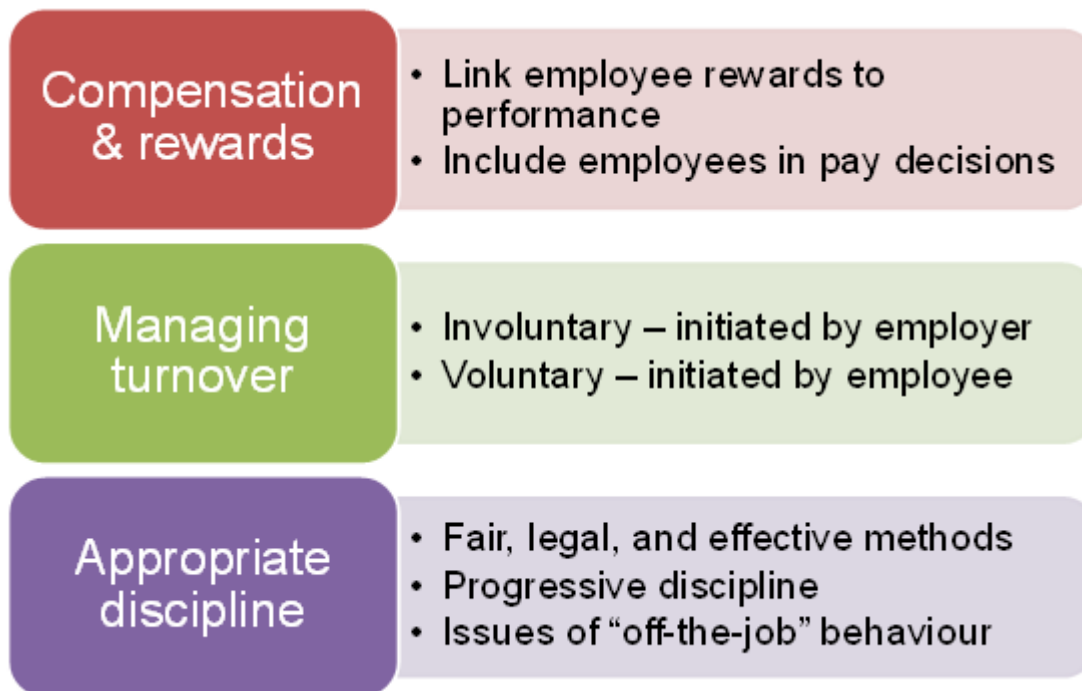 Compensation
& rewards
• Link employee rewards to
performance
• Include employees in pay decisions
Managing
turnover
• Involuntary – initiated by employer
• Voluntary – initiated by employee
Appropriate
discipline
• Fair, legal, and effective methods
• Progressive discipline
• Issues of “off-the-job” behaviour